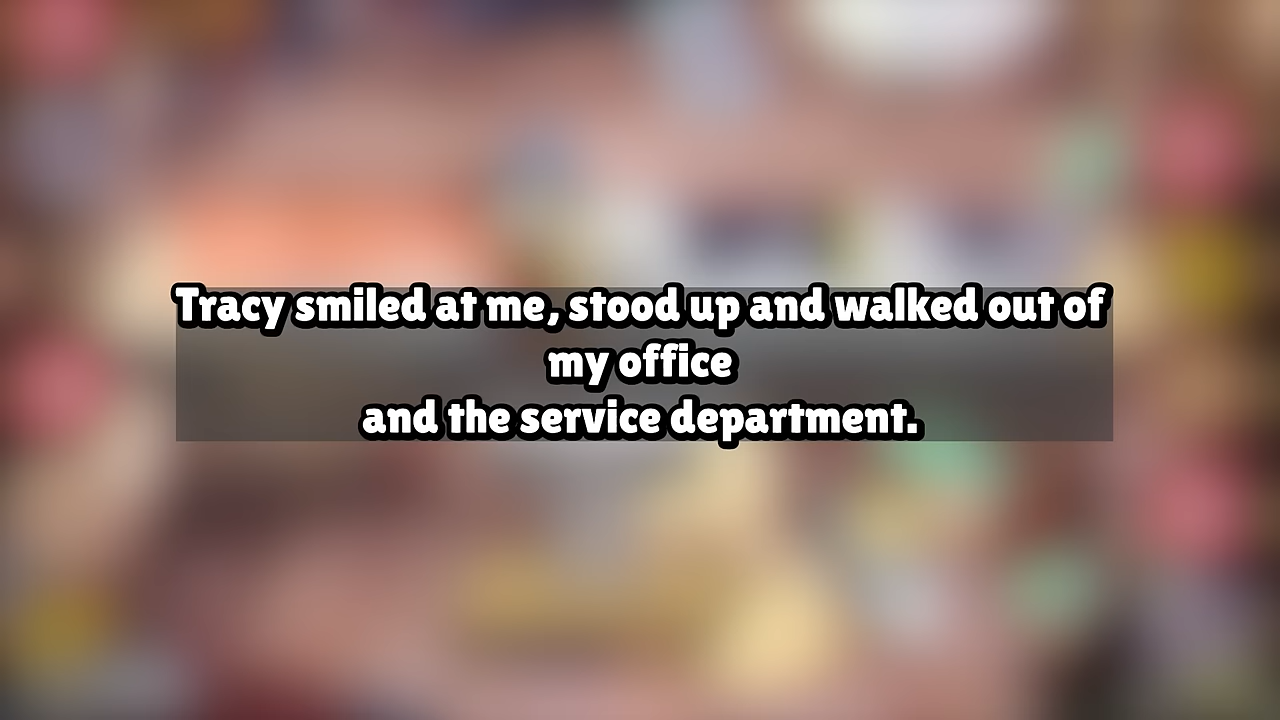 Tracy smiled at me, stood up and walked out of
my office
and the service department.